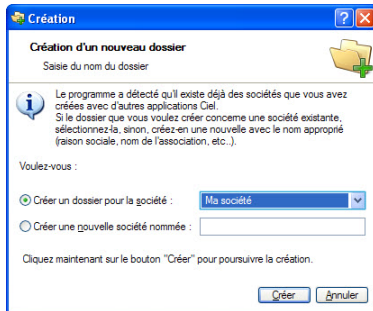 Création
Création d'un nouveau dossier
Saisie du nom du dossier
Le programme a détecté qu'il existe déjà des sociétés que vous avez
créées avec d'autres applications Ciel.
Si le dossier que vous voulez créer concerne une société existante,
sélectionnez-la, sinon, créez-en une nouvelle avec le nom approprié
(raison sociale, nom de l'association, etc..).
Voulez-vous :
Créer un dossier pour la société : Ma société
Créer une nouvelle société nommée :
Cliquez maintenant sur le bouton "Créer" pour poursuivre la création.
Créer Annuler